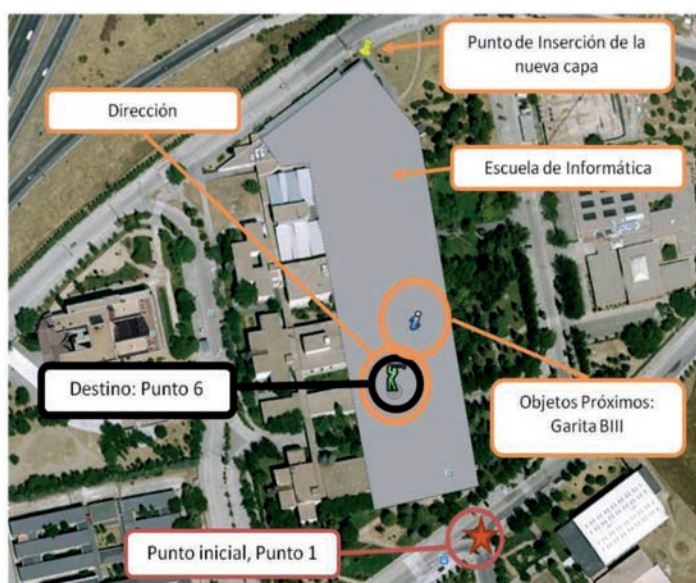 Punto de Inserción de la
nueva capa
Dirección
Escuela de Informática
Destino: Punto 6
Objetos Próximos:
Garita BIII
Punto inicial, Punto 1